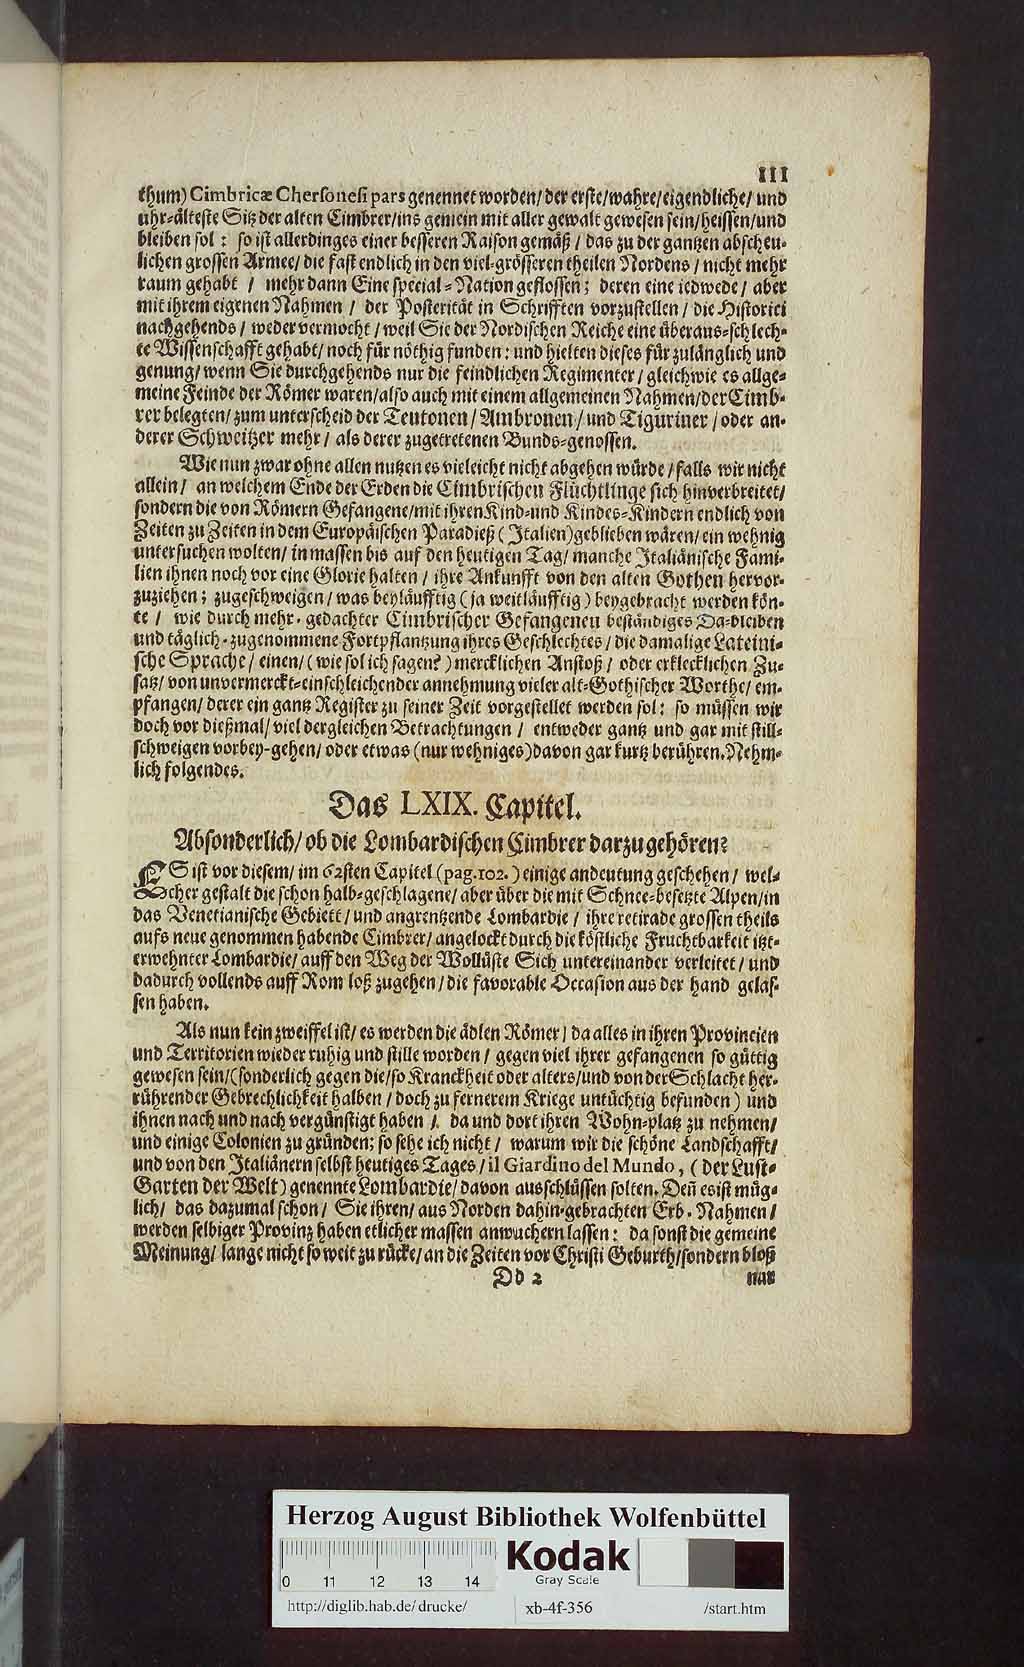 111
thum) Cimbricæ Chersonesi pars genennet worden/ der erste/ wahre/ eigendliche/ und
uhr-älteste Sitz der alten Cimbrer/ ins gemein mit aller gewalt gewesen sein/ heissen/ und
bleiben sol: so ist allerdinges einer besseren Raison gemäß/ das zu der gantzen abscheu-
lichen grossen Armee/ die fast endlich in den viel-grösseren theilen Nordens/ nicht mehr
raum gehabt/ mehr dann Eine special-Nation geflossen; deren eine iedwede/ aber
mit ihrem eigenen Nahmen/ der Posterität in Schrifften vorzustellen/ die Historici
nachgehends/ weder vermocht/ weil Sie der Nordischen Reiche eine überaus-schlech-
te Wissenschafft gehabt/ noch für nöthig funden: und hielten dieses für zulänglich und
genung/ wenn Sie durchgehends nur die feindlichen Regimenter/ gleichwie es allge-
meine Feinde der Römer waren/ also auch mit einem allgemeinen Nahmen/ der Cimb-
rer belegten/ zum unterscheid der Teutonen/ Ambronen/ und Tiguriner/ oder an-
derer Schweitzer mehr/ als derer zugetretenen Bunds-genossen.
Wie nun zwar ohne allen nutzen es vieleicht nicht abgehen würde/ falls wir nicht
allein/ an welchem Ende der Erden die Cimbrischen Flüchtlinge sich hinverbreitet/
sondern die von Römern Gefangene/ mit ihren Kind-und Kindes-Kindern endlich von
Zeiten zu Zeiten in dem Europäischen Paradieß (Italien) geblieben wären/ ein wehnig
untersuchen wolten/ in massen bis auf den heutigen Tag/ manche Italiänische Fami-
lien ihnen noch vor eine Glorie halten/ ihre Ankunfft von den alten Gothen hervor-
zuziehen; zugeschweigen/ was beyläufftig (ja weitläufftig) beygebracht werden kön-
te/ wie durch mehr-gedachter Cimbrischer Gefangenen beständiges Da-bleiben
und täglich-zugenommene Fortpflantzung ihres Geschlechtes/ die damalige Lateini-
sche Sprache/ einen/ (wie sol ich sagen?) mercklichen Anstoß/ oder erklecklichen Zu-
satz/ von unvermerckt-einschleichender annehmung vieler alt-Gothischer Worthe/ em-
pfangen/ derer ein gantz Register zu seiner Zeit vorgestellet werden sol: so müssen wir
doch vor dießmal/ viel dergleichen Betrachtungen/ entweder gantz und gar mit still-
schweigen vorbey-gehen/ oder etwas (nur wehniges) davon gar kurtz berühren. Nehm-
lich folgendes.
Das LXIX. Capitel.
Absonderlich/ ob die Lombardischen Cimbrer darzu gehören?
ES ist vor diesem/ im 62sten Capitel (pag. 102.) einige andeutung geschehen/ wel-
cher gestalt die schon halb-geschlagene/ aber über die mit Schnee-besetzte Alpen/ in
das Venetianische Gebiett/ und angrentzende Lombardie/ ihre retirade grossen theils
aufs neue genommen habende Cimbrer/ angelockt durch die köstliche Fruchtbarkeit itzt-
erwehnter Lombardie/ auff den Weg der Wollüste Sich untereinander verleitet/ und
dadurch vollends auff Rom loß zugehen/ die favorable Occasion aus der hand gelas-
sen haben.
Als nun kein zweiffel ist/ es werden die ädlen Römer/ da alles in ihren Provincien
und Territorien wieder ruhig und stille worden/ gegen viel ihrer gefangenen so güttig
gewesen sein/ (sonderlich gegen die/ so Kranckheit oder alters/ und von der Schlacht her-
rührender Gebrechlichkeit halben/ doch zu fernerem Kriege untüchtig befunden) und
ihnen nach und nach vergünstigt haben/ da und dort ihren Wohn-platz zu nehmen/
und einige Colonien zu gründen; so sehe ich nicht/ warum wir die schöne Landschafft/
und von den Italiänern selbst heutiges Tages/ il Giardino del Mundo, (der Lust-
Garten der Welt) genennte Lombardie/ davon ausschlüssen solten. Deñ es ist müg-
lich/ das dazumal schon/ Sie ihren/ aus Norden dahin-gebrachten Erb-Nahmen/
werden selbiger Provintz haben etlicher massen anwachern lassen: da sonst die gemeine
Meinung/ lange nicht so weit zu rücke/ an die Zeiten vor Christi Geburth/ sondern bloß
Dd 2 nur
Herzog August Bibliothek Wolfenbüttel
Kodak
Gray Scale
0 11 12 13 14
http://diglib.hab.de/drucke/ xb-4f-356 /start.htm